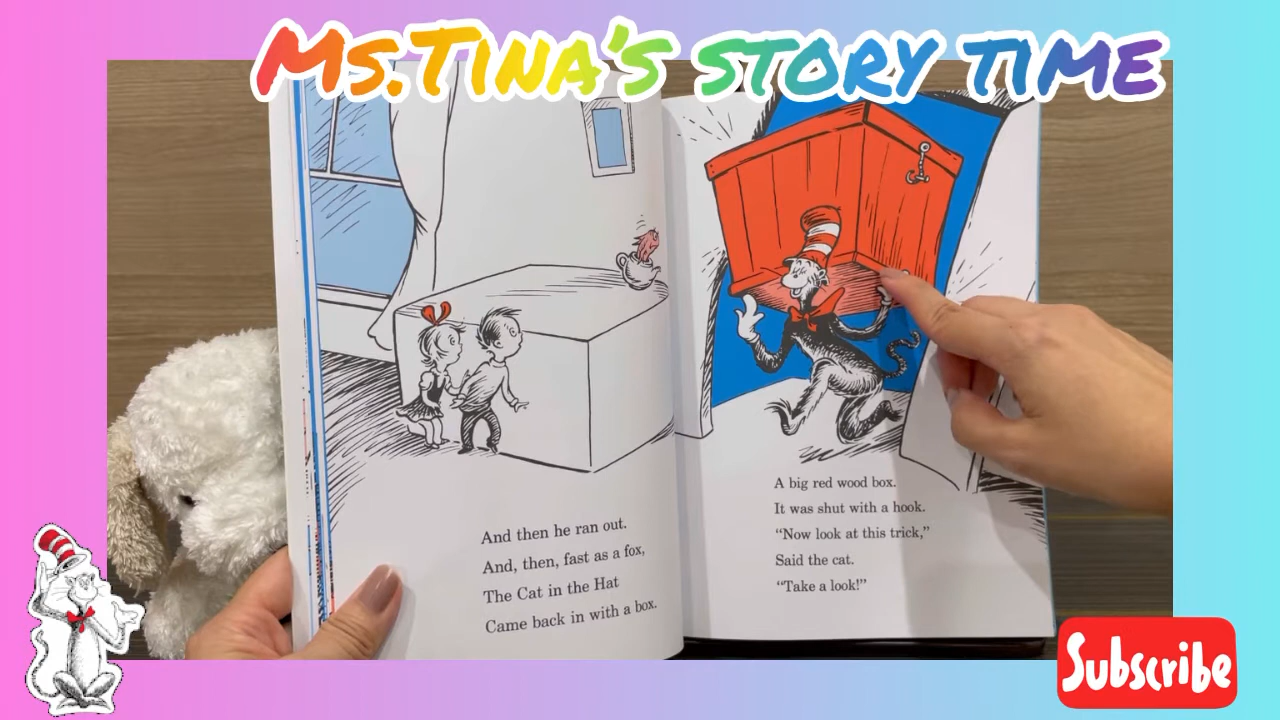 Ms.Tina's story time
And then he ran out.
And, then, fast as a fox,
The Cat in the Hat
Came back in with a box.
A big red wood box.
It was shut with a hook.
“Now look at this trick,”
Said the cat.
“Take a look!”
Subscribe